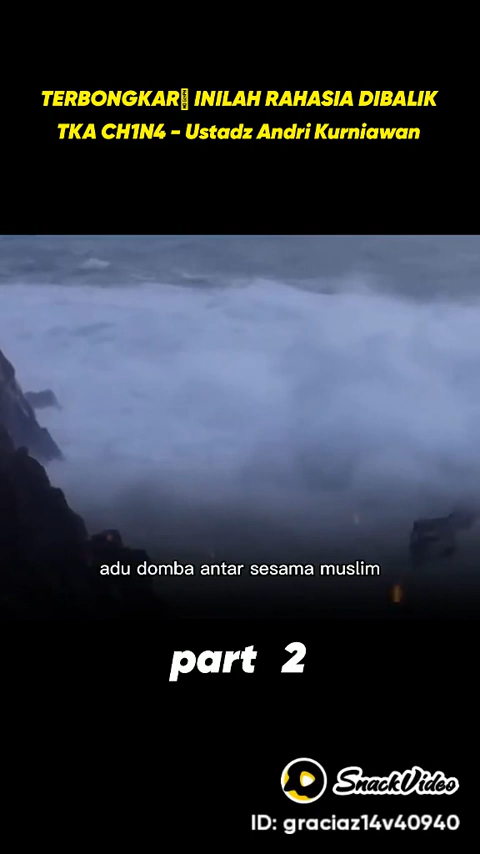 TERBONGKAR INILAH RAHASIA DIBALIK
TKA CH1N4 - Ustadz Andri Kurniawan
adu domba antar sesama muslim
part 2
SnackVideo
ID: graciaz14v40940